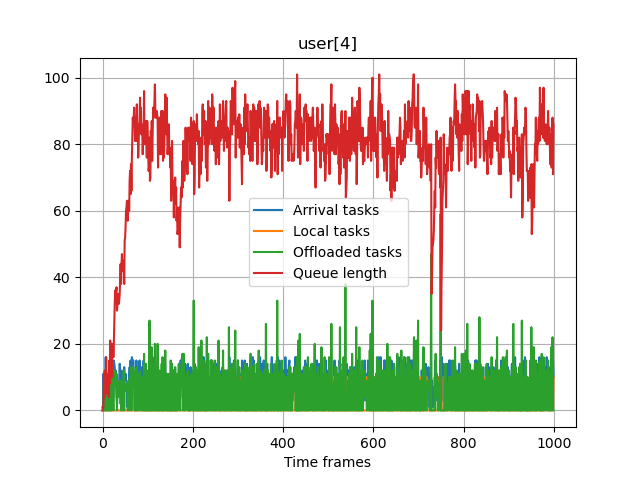 user[4]
100
80
60
40
20
0
Arrival tasks
Local tasks
Offloaded tasks
Queue length
0 200 400 600 800 1000
Time frames